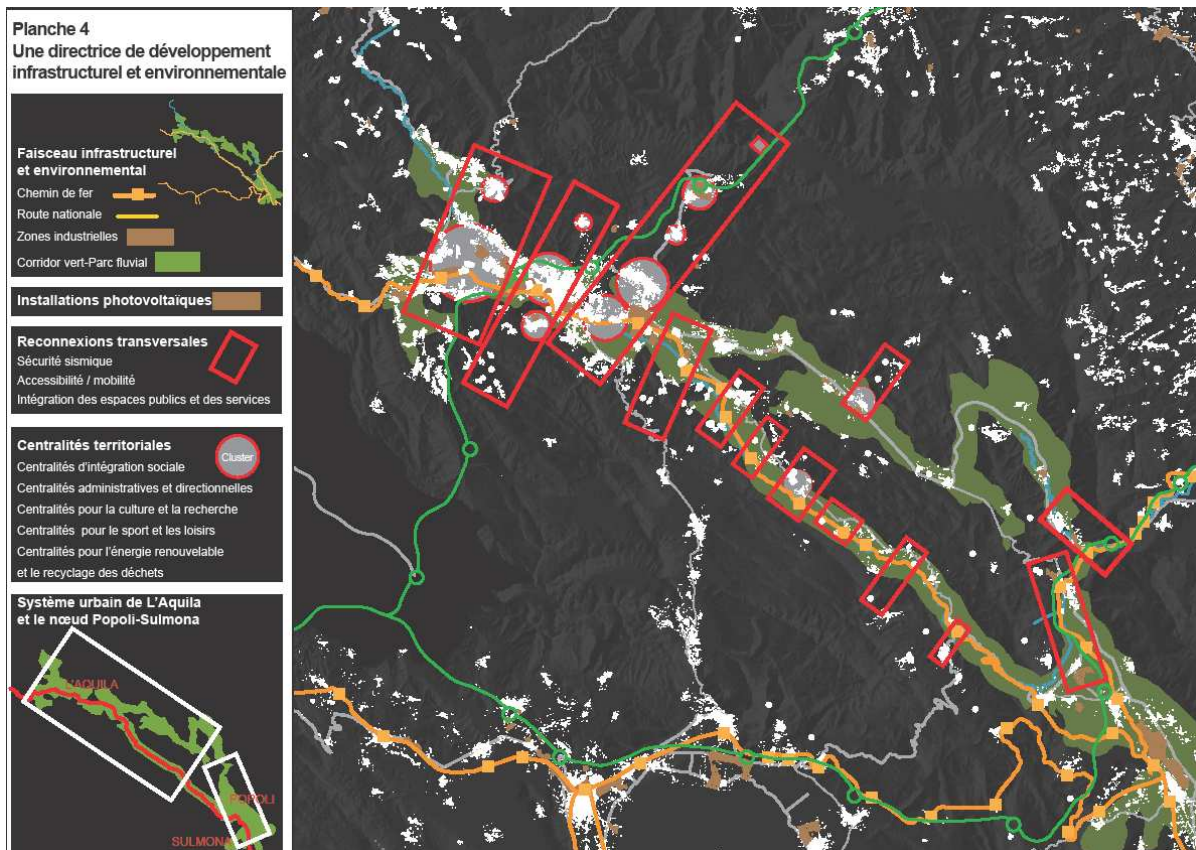 Planche 4
Une directrice de développement
infrastructurel et environnementale
Faisceau infrastructurel
et environnemental
Chemin de fer
Route nationale
Zones industrielles
Corridor vert-Parc fluvial
Installations photovoltaïques
Reconnexions transversales
Sécurité sismique
Accessibilité / mobilité
Intégration des espaces publics et des services
Centralités territoriales
Cluster
Centralités d'intégration sociale
Centralités administratives et directionnelles
Centralités pour la culture et la recherche
Centralités pour le sport et les loisirs
Centralités pour l'énergie renouvelable
et le recyclage des déchets
Système urbain de L'Aquila
et le nœud Popoli-Sulmona
L'AQUILA
POPOLI
SULMONA